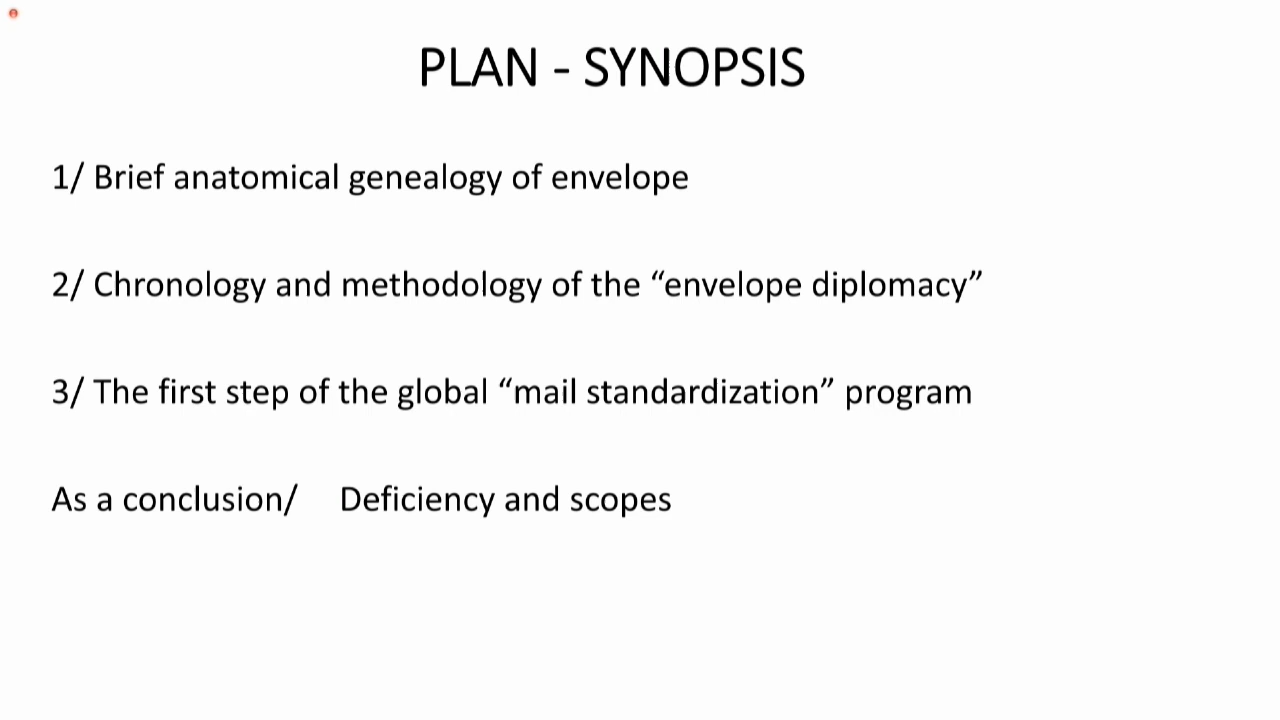 PLAN - SYNOPSIS
1/ Brief anatomical genealogy of envelope
2/ Chronology and methodology of the “envelope diplomacy”
3/ The first step of the global “mail standardization” program
As a conclusion/ Deficiency and scopes